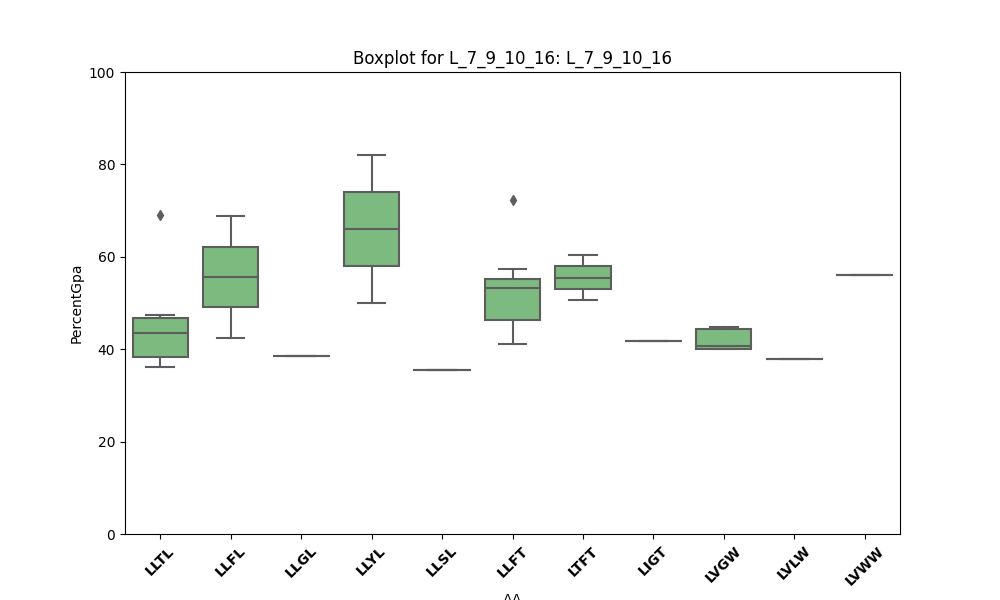 Boxplot for L_7_9_10_16: L_7_9_10_16
PercentGpa
100
80
60
40
20
0
LLTL
LLFL
LLGL
LLYL
LLSL
LLFT
LTFT
LIGT
LVGW
LVLW
LVWW